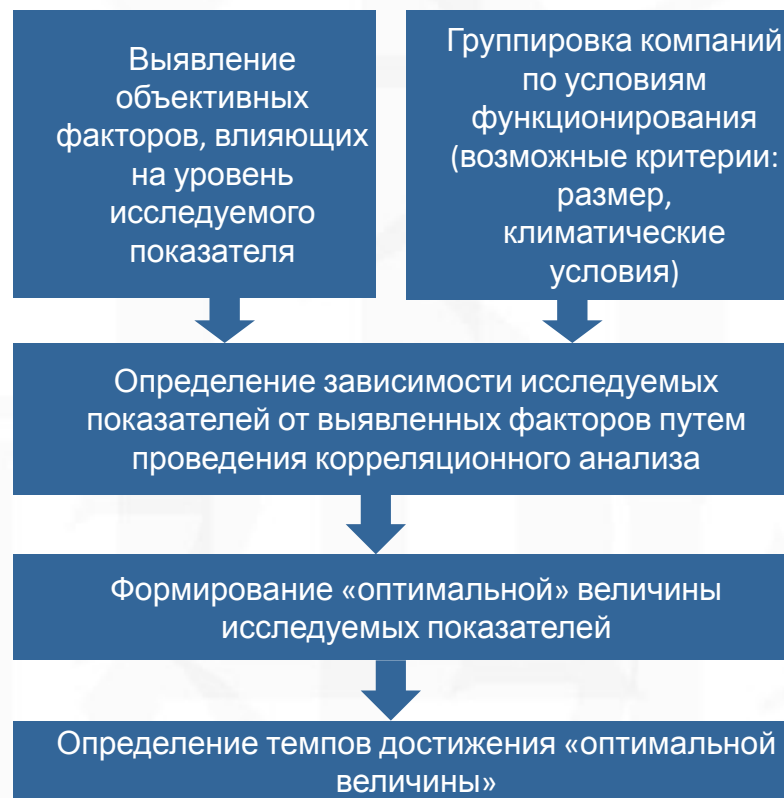 Выявление
объективных
факторов, влияющих
на уровень
исследуемого
показателя
Группировка компаний
по условиям
функционирования
(возможные критерии:
размер,
климатические
условия)
Определение зависимости исследуемых
показателей от выявленных факторов путем
проведения корреляционного анализа
Формирование «оптимальной» величины
исследуемых показателей
Определение темпов достижения «оптимальной
величины»